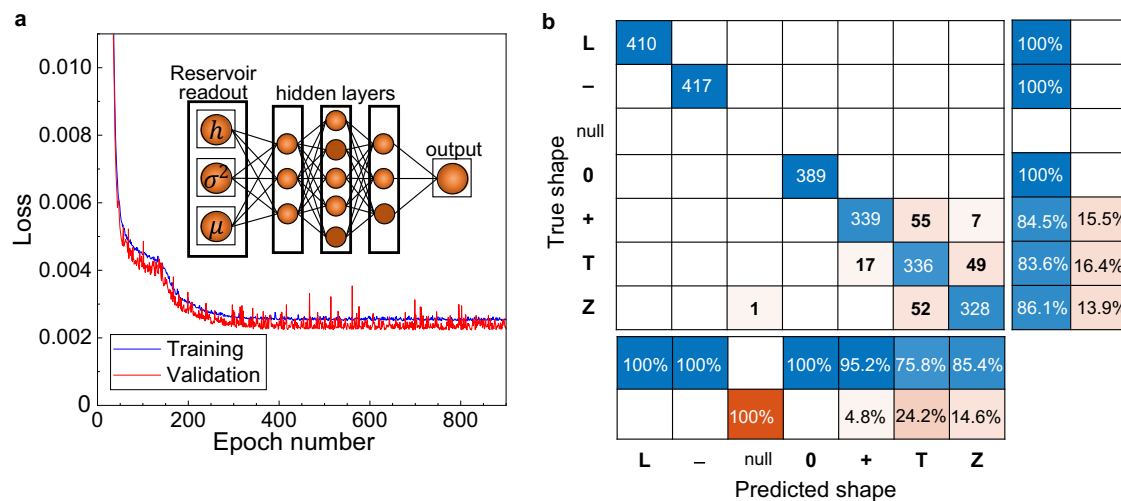 a
0.010
0.008
0.006
0.004
0.002
0
Loss
0 200 400 600 800
Epoch number
Reservoir
readout
hidden layers
output
h
σ²
μ
Training
Validation
b
True shape
L 410 100%
– 417 100%
null
0 389 100%
+ 339 55 7 84.5% 15.5%
T 17 336 49 83.6% 16.4%
Z 1 52 328 86.1% 13.9%
100% 100% 100% 95.2% 75.8% 85.4%
100% 4.8% 24.2% 14.6%
L – null 0 + T Z
Predicted shape